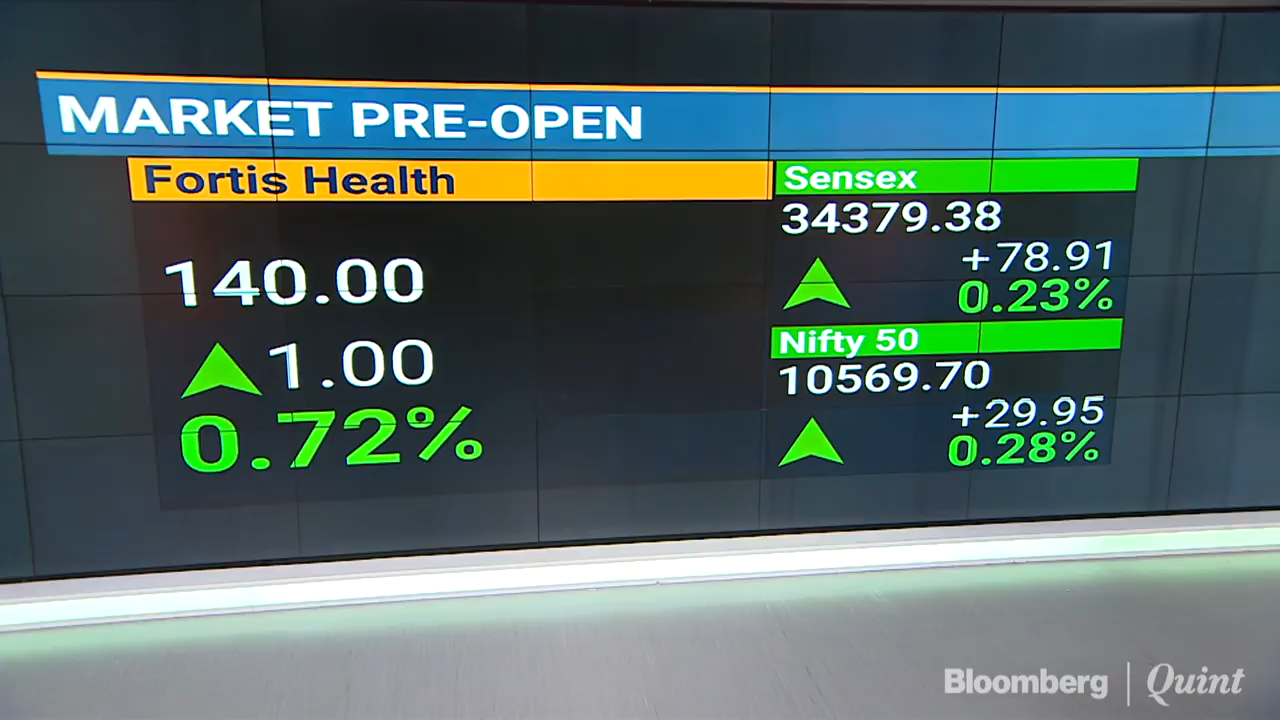 MARKET PRE-OPEN
Fortis Health
140.00
1.00
0.72%
Sensex
34379.38
+78.91
0.23%
Nifty 50
10569.70
+29.95
0.28%
Bloomberg | Quint